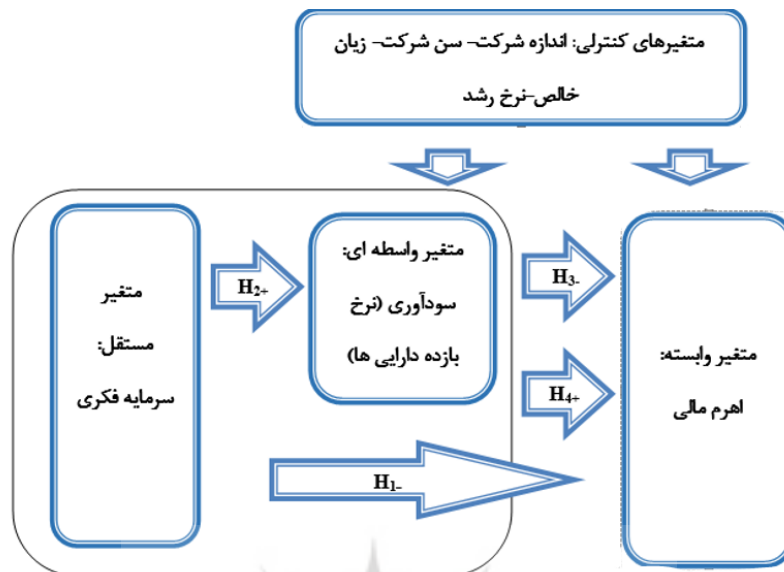 متغیرهای کنترلی: اندازه شرکت- سن شرکت- زیان
خالص-نرخ رشد
متغیر
مستقل:
سرمایه فکری
H2+
متغیر واسطه ای:
سودآوری (نرخ
بازده دارایی ها)
H3-
H4+
H1-
متغیر وابسته:
اهرم مالی